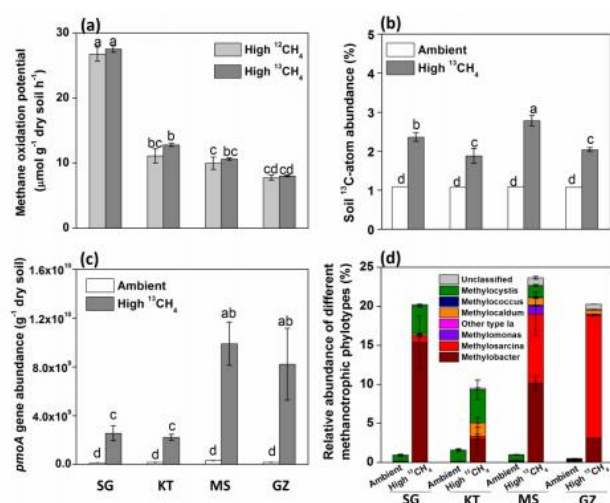 (a)
High ¹²CH₄
High ¹³CH₄
Methane oxidation potential
(μmol g⁻¹ dry soil h⁻¹)
30
20
10
0
a a
bc b
c bc
cd cd
(b)
Ambient
High ¹³CH₄
Soil ¹³C-atom abundance (%)
5
4
3
2
1
0
d b d c d a d c
(c)
Ambient
High ¹³CH₄
pmoA gene abundance (g⁻¹ dry soil)
1.6x10¹⁰
1.2x10¹⁰
8.0x10⁹
4.0x10⁹
0.0
d c d c d ab d ab
SG KT MS GZ
(d)
Relative abundance of different
methanotrophic phylotypes (%)
25
20
15
10
5
0
Unclassified
Methylocystis
Methylococcus
Methylocaldum
Other type Ia
Methylomonas
Methylosarcina
Methylobacter
Ambient High ¹³CH₄ Ambient High ¹³CH₄ Ambient High ¹³CH₄ Ambient High ¹³CH₄
SG KT MS GZ